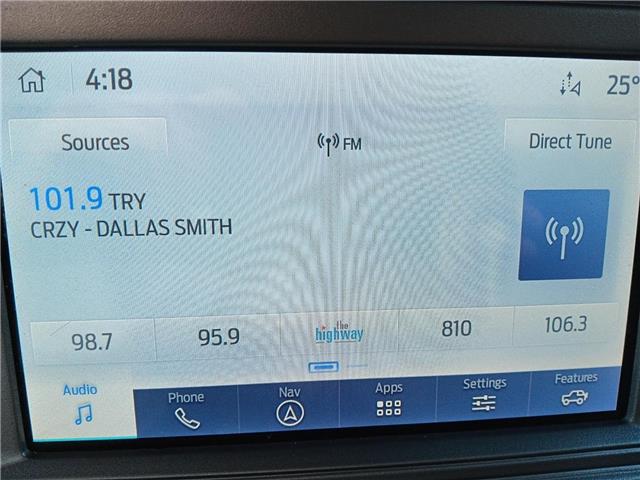 4:18
25°
Sources
FM
Direct Tune
101.9 TRY
CRZY - DALLAS SMITH
98.7
95.9
the
highway
810
106.3
Audio
Phone
Nav
Apps
Settings
Features